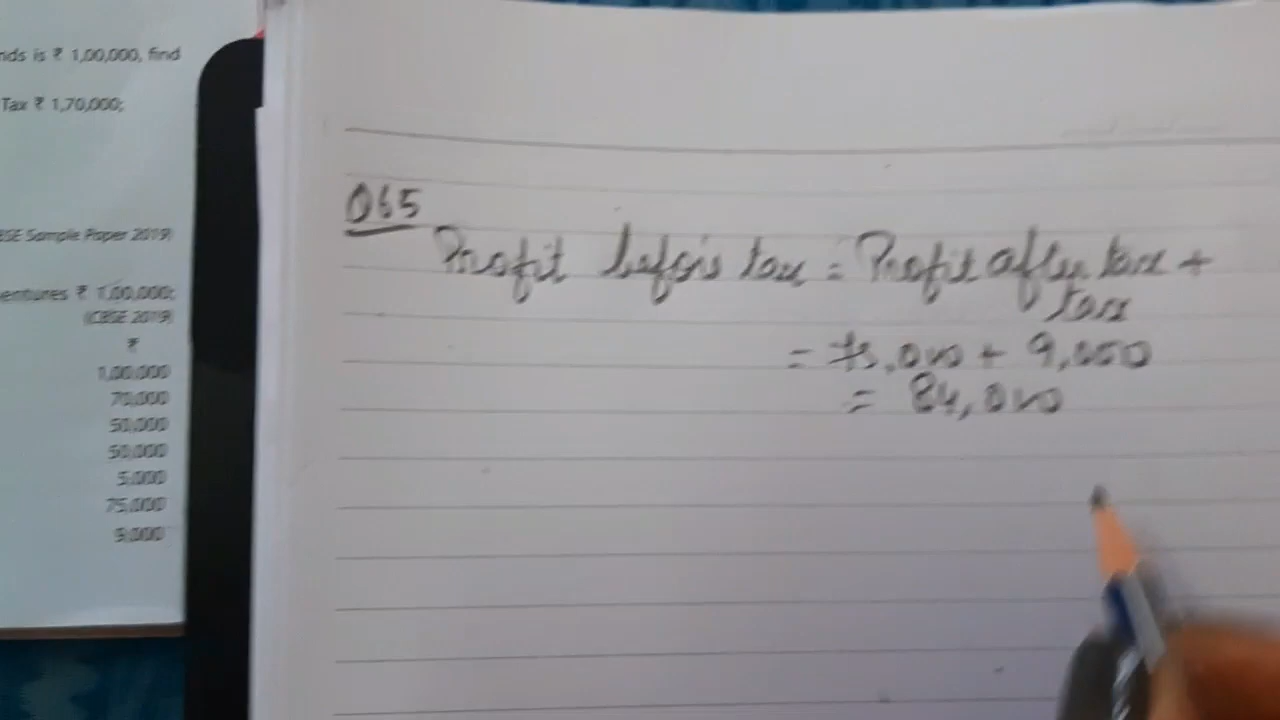 nds is ₹ 1,00,000, find
Tax ₹ 1,70,000;
BSE Sample Paper 2019)
entures ₹ 1,00,000;
(CBSE 2019)
₹
1,00,000
70,000
50,000
50,000
5,000
75,000
9,000
Q65
Profit before tax = Profit after tax +
tax
= 75,000 + 9,000
= 84,000